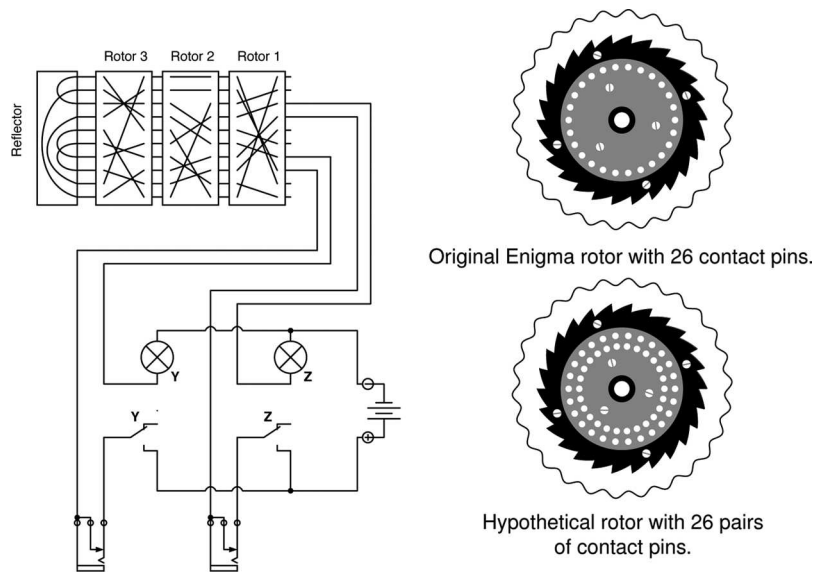 Rotor 3 Rotor 2 Rotor 1
Reflector
Y
Z
Y
Z
Original Enigma rotor with 26 contact pins.
Hypothetical rotor with 26 pairs
of contact pins.